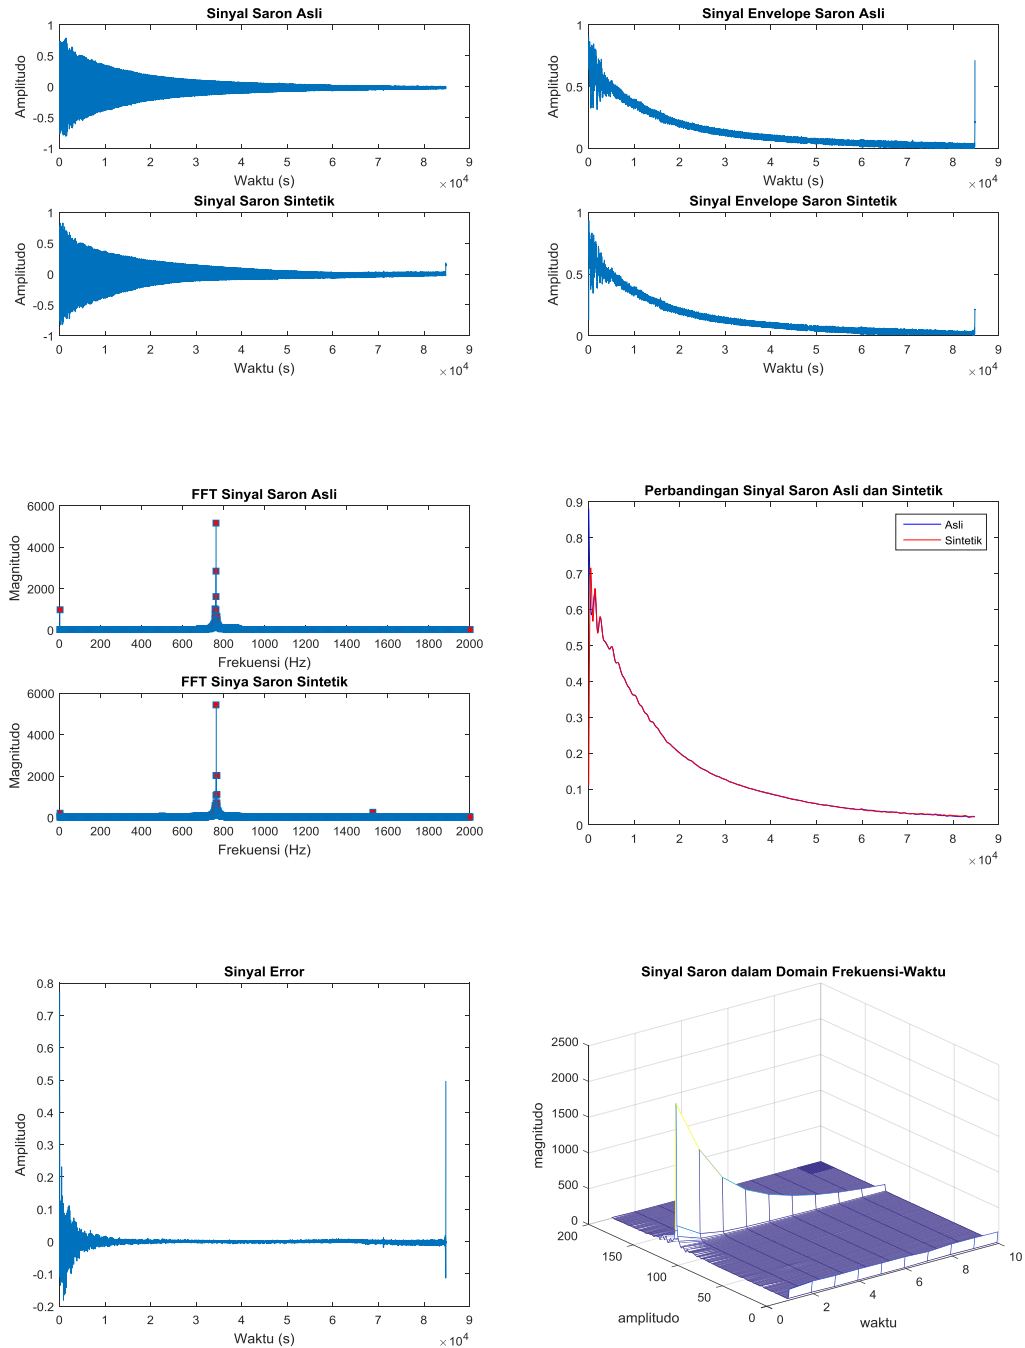 Sinyal Saron Asli
1
0.5
0
-0.5
-1
Amplitudo
0 1 2 3 4 5 6 7 8 9
Waktu (s)
×10^4
Sinyal Envelope Saron Asli
1
0.5
0
Amplitudo
0 1 2 3 4 5 6 7 8 9
Waktu (s)
×10^4
Sinyal Saron Sintetik
1
0.5
0
-0.5
-1
Amplitudo
0 1 2 3 4 5 6 7 8 9
Waktu (s)
×10^4
Sinyal Envelope Saron Sintetik
1
0.5
0
Amplitudo
0 1 2 3 4 5 6 7 8 9
Waktu (s)
×10^4
FFT Sinyal Saron Asli
6000
4000
2000
0
Magnitudo
0 200 400 600 800 1000 1200 1400 1600 1800 2000
Frekuensi (Hz)
FFT Sinya Saron Sintetik
6000
4000
2000
0
Magnitudo
0 200 400 600 800 1000 1200 1400 1600 1800 2000
Frekuensi (Hz)
Perbandingan Sinyal Saron Asli dan Sintetik
0.9
0.8
0.7
0.6
0.5
0.4
0.3
0.2
0.1
0
Asli
Sintetik
0 1 2 3 4 5 6 7 8 9
×10^4
Sinyal Error
0.8
0.7
0.6
0.5
0.4
0.3
0.2
0.1
0
-0.1
-0.2
Amplitudo
0 1 2 3 4 5 6 7 8 9
Waktu (s)
×10^4
Sinyal Saron dalam Domain Frekuensi-Waktu
2500
2000
1500
1000
500
0
magnitudo
200
150
100
50
0
amplitudo
0
2
4
6
8
10
waktu